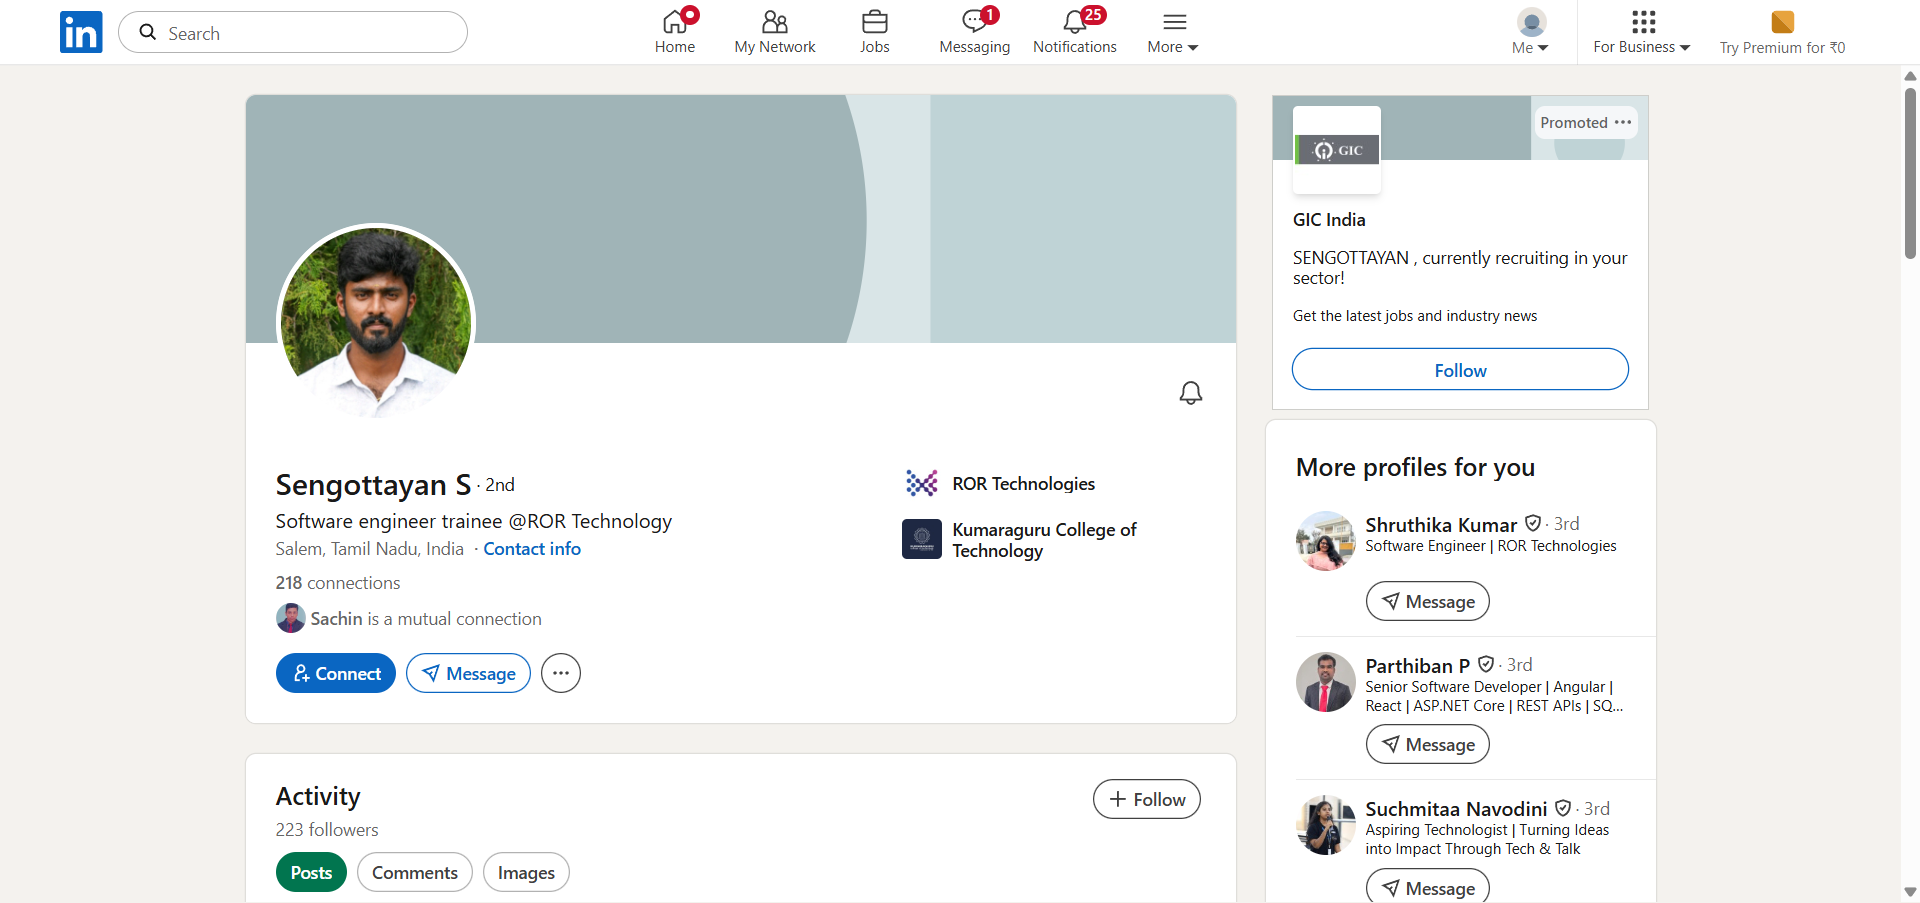 in
Search
Home
My Network
Jobs
1
Messaging
25
Notifications
More
Me
For Business
Try Premium for ₹0
Sengottayan S · 2nd
Software engineer trainee @ROR Technology
Salem, Tamil Nadu, India · Contact info
218 connections
Sachin is a mutual connection
Connect
Message
ROR Technologies
Kumaraguru College of
Technology
Activity
223 followers
Follow
Posts
Comments
Images
Promoted
GIC
GIC India
SENGOTTAYAN , currently recruiting in your
sector!
Get the latest jobs and industry news
Follow
More profiles for you
Shruthika Kumar · 3rd
Software Engineer | ROR Technologies
Message
Parthiban P · 3rd
Senior Software Developer | Angular |
React | ASP.NET Core | REST APIs | SQ...
Message
Suchmitaa Navodini · 3rd
Aspiring Technologist | Turning Ideas
into Impact Through Tech & Talk
Message